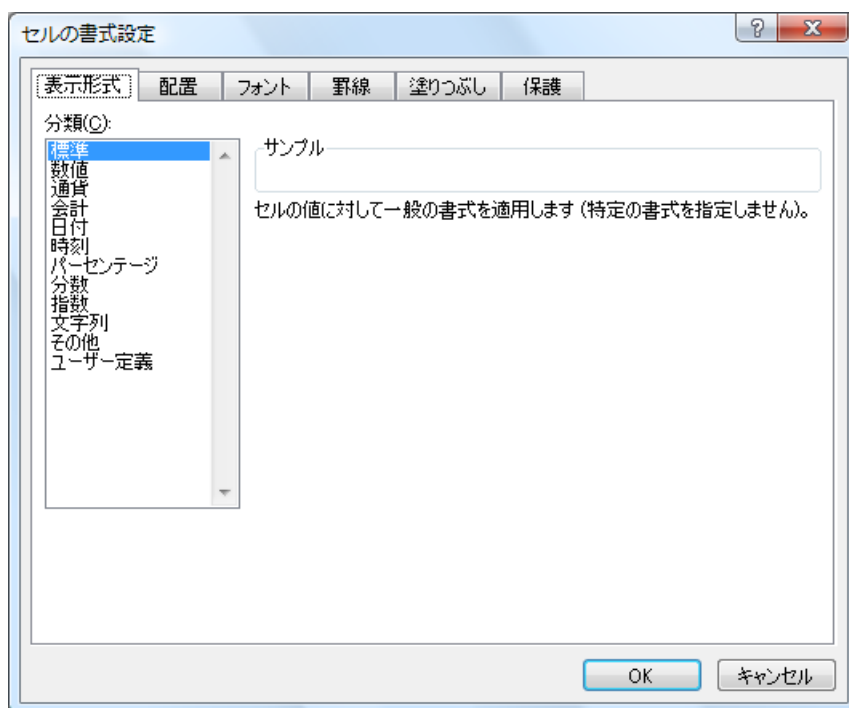 セルの書式設定
表示形式 配置 フォント 罫線 塗りつぶし 保護
分類(C):
標準
数値
通貨
会計
日付
時刻
パーセンテージ
分数
指数
文字列
その他
ユーザー定義
サンプル
セルの値に対して一般の書式を適用します (特定の書式を指定しません)。
OK キャンセル